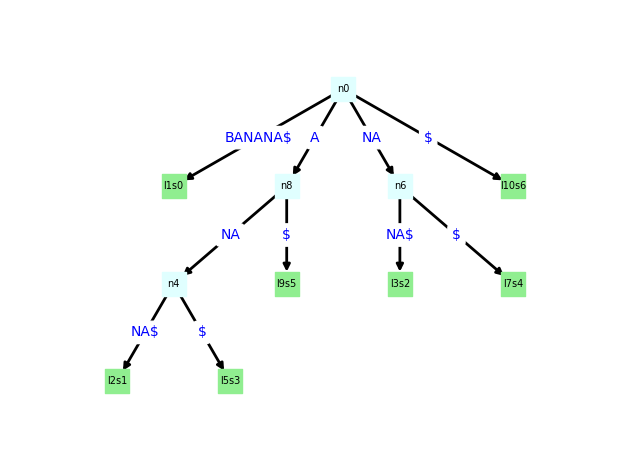 n0
BANANA$ A NA $
l1s0 n8 n6 l10s6
NA $ NA$ $
n4 l9s5 l3s2 l7s4
NA$ $
l2s1 l5s3